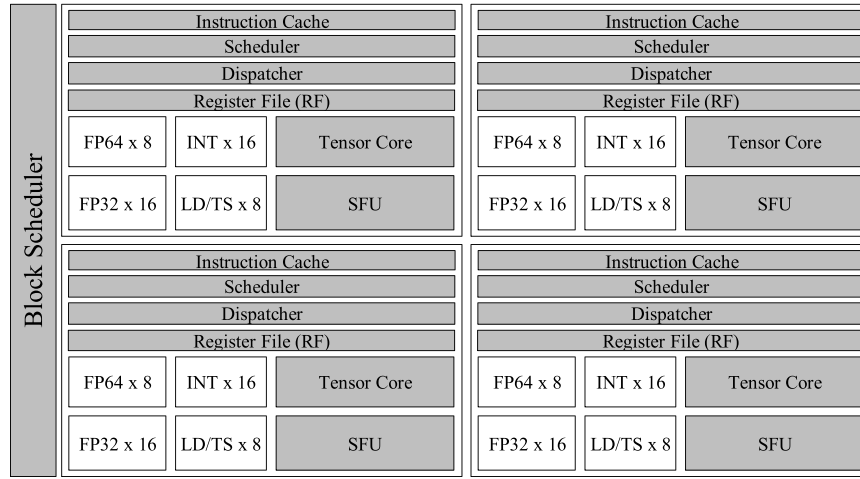 Block Scheduler
Instruction Cache
Scheduler
Dispatcher
Register File (RF)
FP64 x 8 INT x 16 Tensor Core
FP32 x 16 LD/TS x 8 SFU
Instruction Cache
Scheduler
Dispatcher
Register File (RF)
FP64 x 8 INT x 16 Tensor Core
FP32 x 16 LD/TS x 8 SFU
Instruction Cache
Scheduler
Dispatcher
Register File (RF)
FP64 x 8 INT x 16 Tensor Core
FP32 x 16 LD/TS x 8 SFU
Instruction Cache
Scheduler
Dispatcher
Register File (RF)
FP64 x 8 INT x 16 Tensor Core
FP32 x 16 LD/TS x 8 SFU